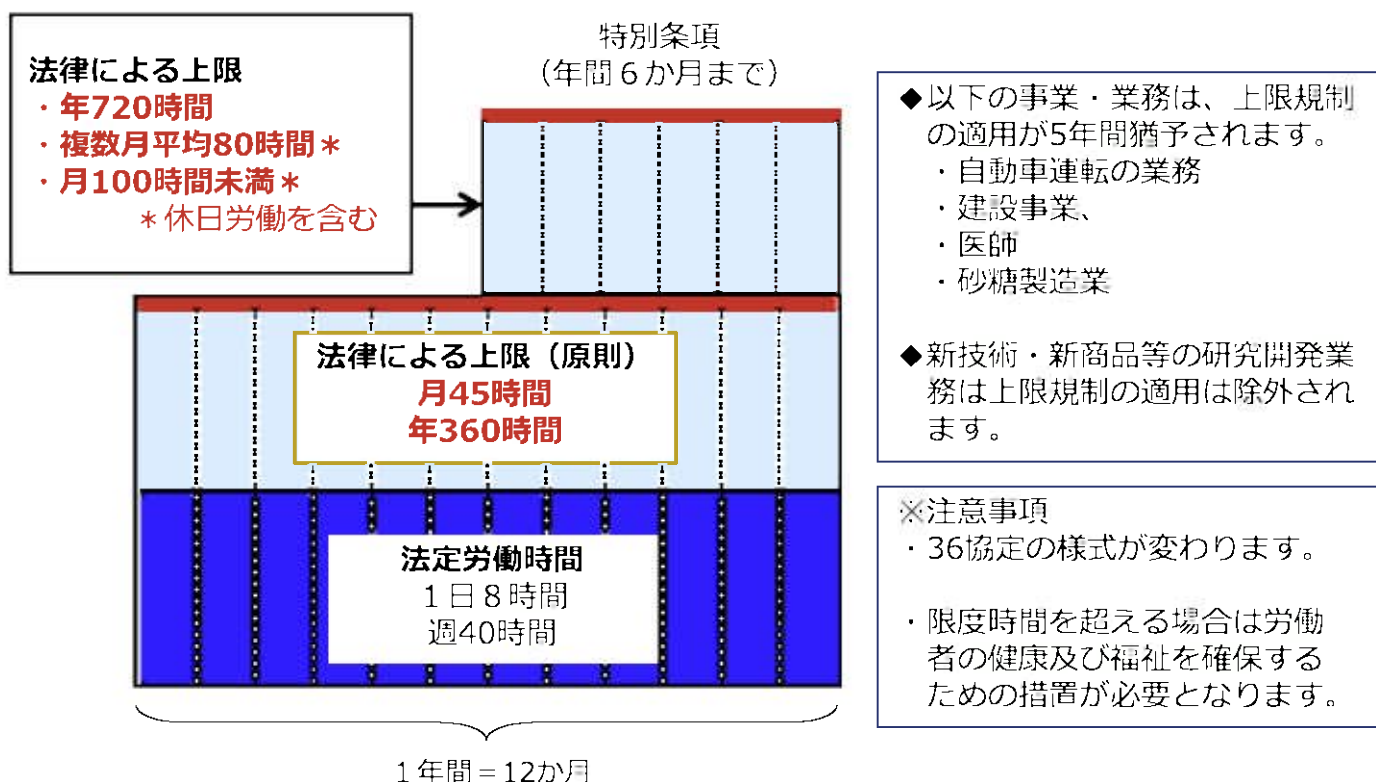 法律による上限
・年720時間
・複数月平均80時間＊
・月100時間未満＊
＊休日労働を含む
特別条項
（年間６か月まで）
法律による上限（原則）
月45時間
年360時間
法定労働時間
１日８時間
週40時間
１年間＝12か月
◆以下の事業・業務は、上限規制
の適用が5年間猶予されます。
・自動車運転の業務
・建設事業、
・医師
・砂糖製造業
◆新技術・新商品等の研究開発業
務は上限規制の適用は除外され
ます。
※注意事項
・36協定の様式が変わります。
・限度時間を超える場合は労働
者の健康及び福祉を確保する
ための措置が必要となります。